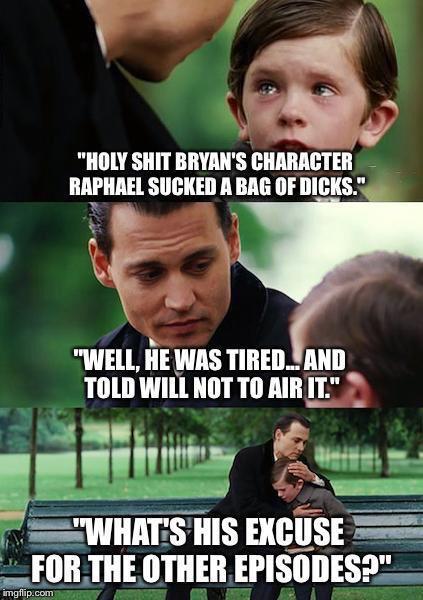 "HOLY SHIT BRYAN'S CHARACTER
RAPHAEL SUCKED A BAG OF DICKS."
"WELL, HE WAS TIRED... AND
TOLD WILL NOT TO AIR IT."
"WHAT'S HIS EXCUSE
FOR THE OTHER EPISODES?"
imgflip.com